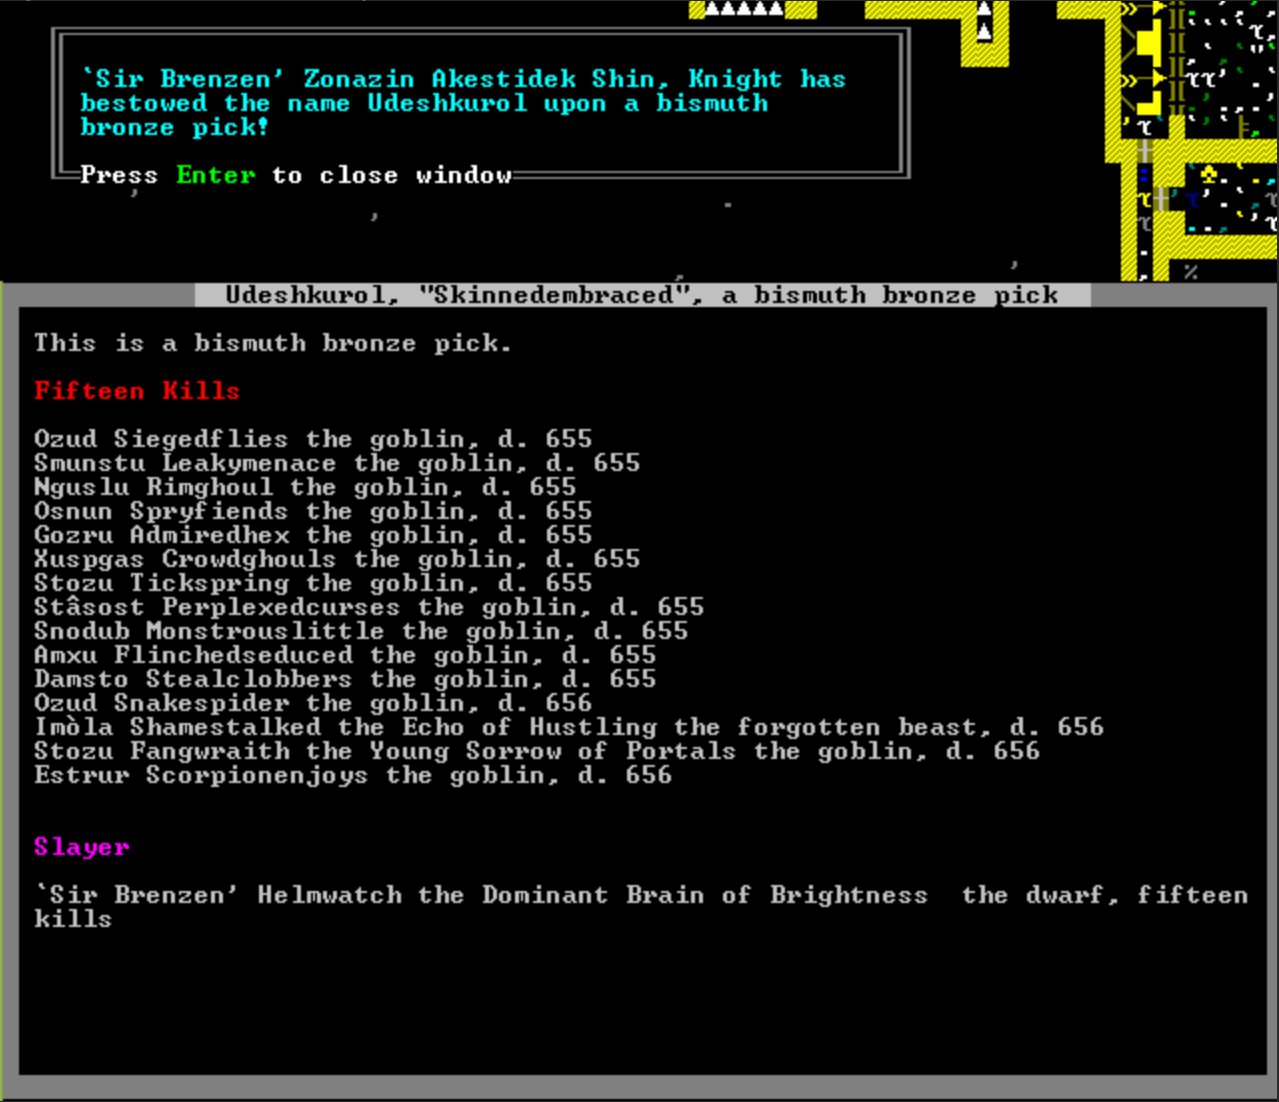 `Sir Brenzen' Zonazin Akestidek Shin, Knight has
bestowed the name Udeshkurol upon a bismuth
bronze pick!
Press Enter to close window
Udeshkurol, "Skinnedembraced", a bismuth bronze pick
This is a bismuth bronze pick.
Fifteen Kills
Ozud Siegedflies the goblin, d. 655
Smunstu Leakymenace the goblin, d. 655
Nguslu Rimghoul the goblin, d. 655
Osnun Spryfiends the goblin, d. 655
Gozru Admiredhex the goblin, d. 655
Xuspgas Crowdghouls the goblin, d. 655
Stozu Tickspring the goblin, d. 655
Stâsost Perplexedcurses the goblin, d. 655
Snodub Monstrouslittle the goblin, d. 655
Amxu Flinchedseduced the goblin, d. 655
Damsto Stealclobbers the goblin, d. 655
Ozud Snakespider the goblin, d. 656
Imòla Shamestalked the Echo of Hustling the forgotten beast, d. 656
Stozu Fangwraith the Young Sorrow of Portals the goblin, d. 656
Estrur Scorpionenjoys the goblin, d. 656
Slayer
`Sir Brenzen' Helmwatch the Dominant Brain of Brightness  the dwarf, fifteen
kills